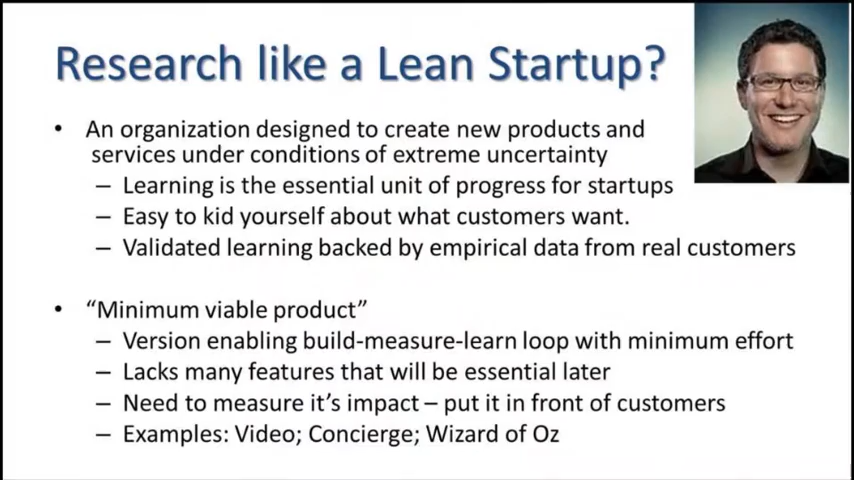 Research like a Lean Startup?
• An organization designed to create new products and
services under conditions of extreme uncertainty
– Learning is the essential unit of progress for startups
– Easy to kid yourself about what customers want.
– Validated learning backed by empirical data from real customers
• “Minimum viable product”
– Version enabling build-measure-learn loop with minimum effort
– Lacks many features that will be essential later
– Need to measure it’s impact – put it in front of customers
– Examples: Video; Concierge; Wizard of Oz